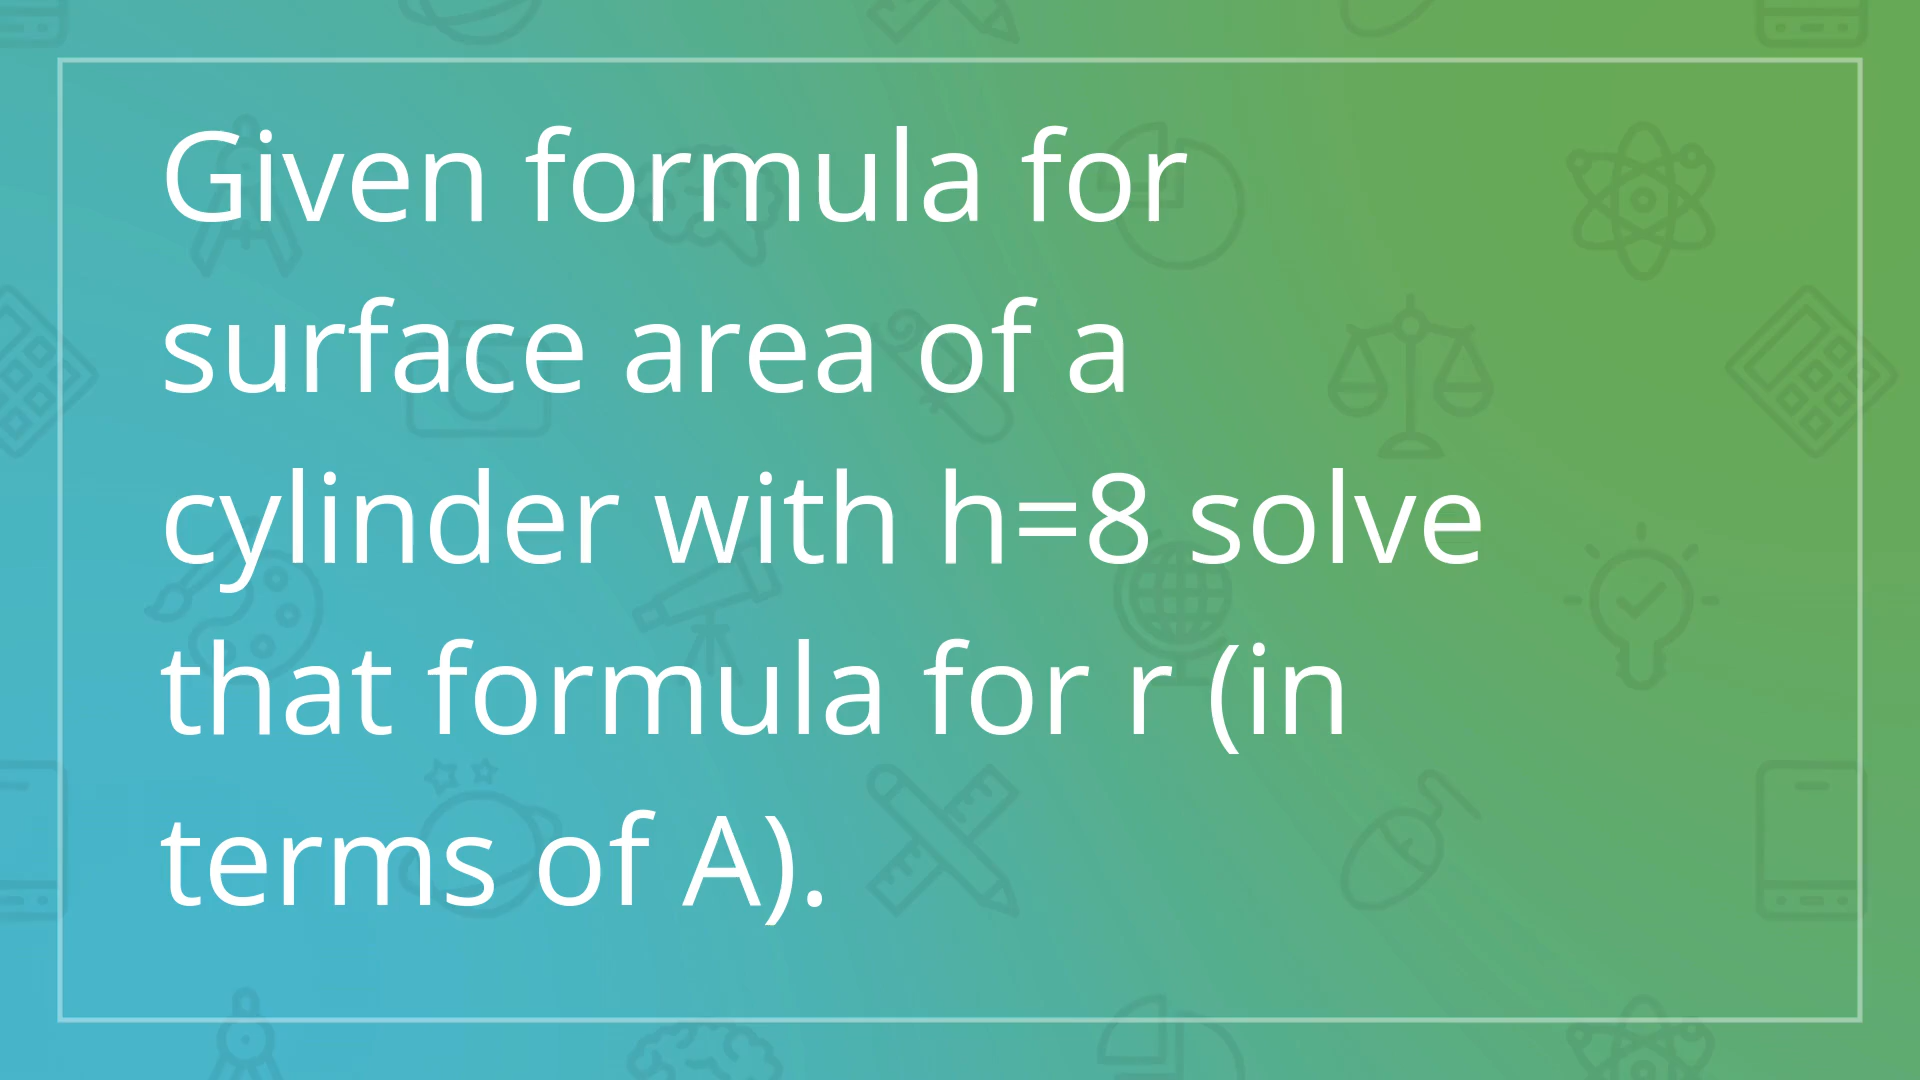 Given formula for
surface area of a
cylinder with h=8 solve
that formula for r (in
terms of A).